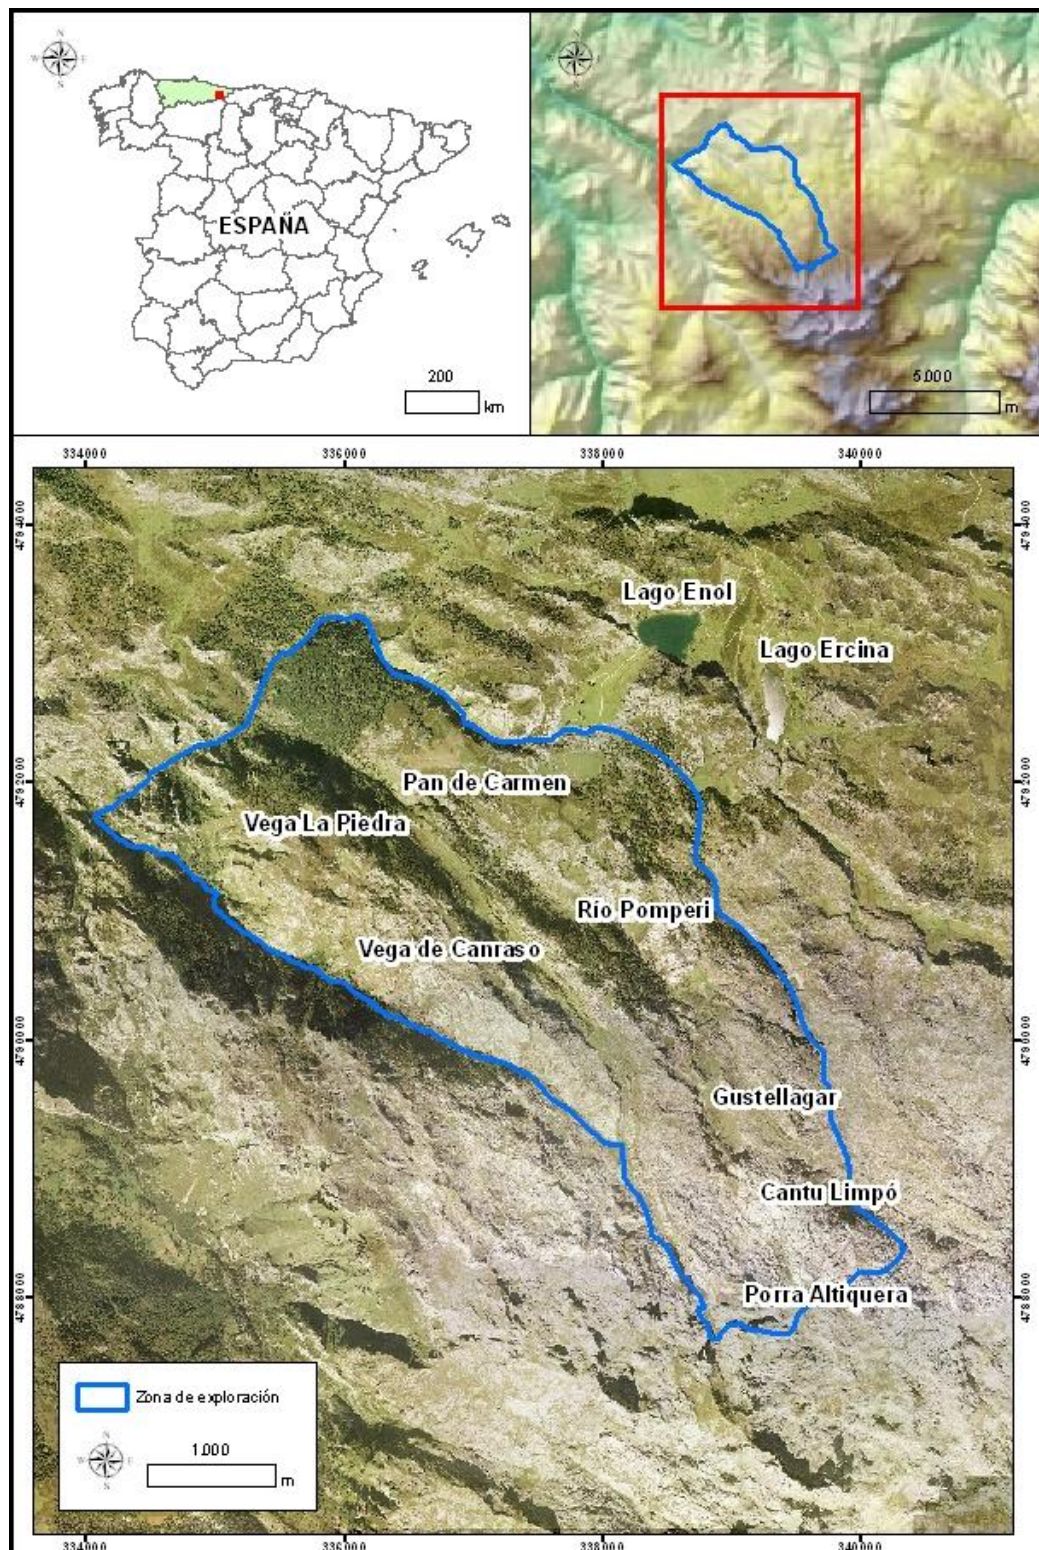 N
W E
S
ESPAÑA
200
km
N
W E
S
5.000
m
334000 336000 338000 340000
4794000 4794000
Lago Enol
Lago Ercina
4792000 4792000
Pan de Carmen
Vega La Piedra
Río Pomperi
Vega de Canraso
4790000 4790000
Gustellagar
Cantu Limpó
4788000 4788000
Porra Altiquera
Zona de exploración
N
W E
S
1.000
m
334000 336000 338000 340000